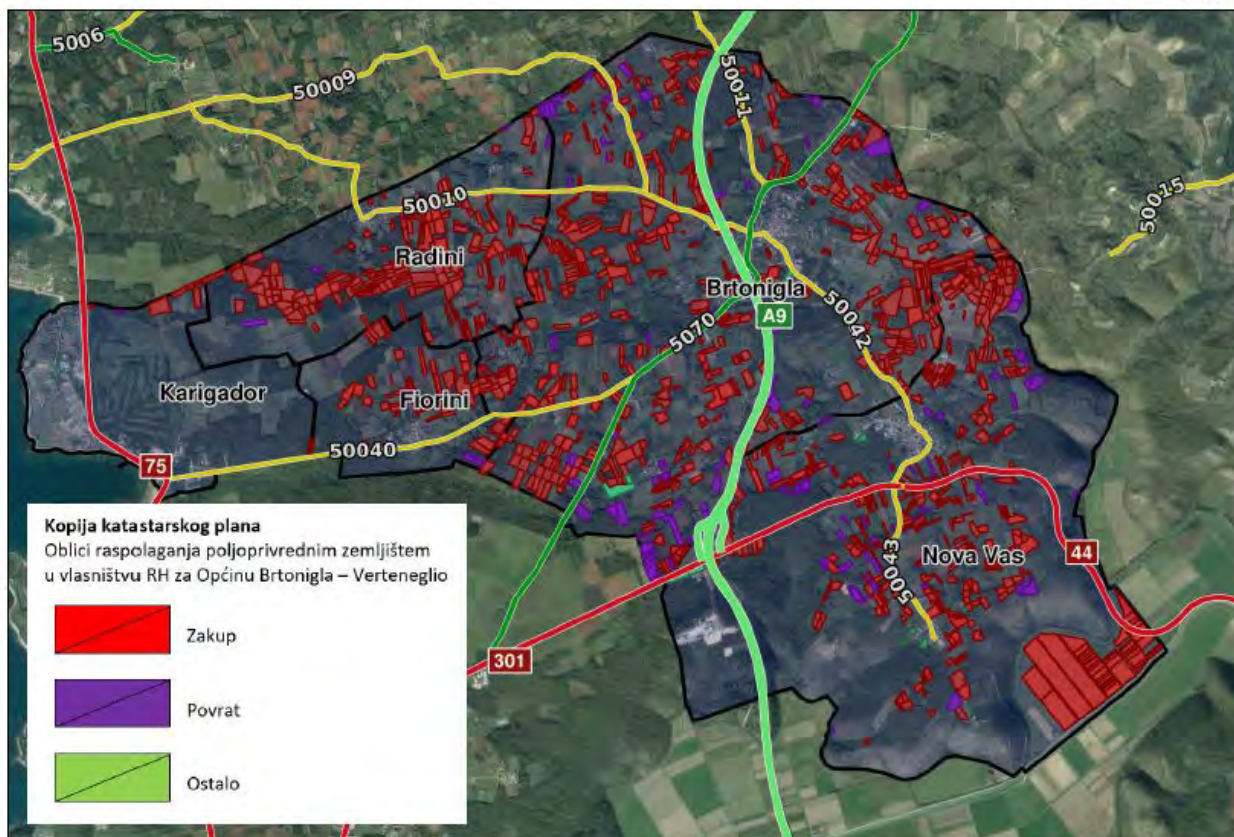 5006
50009
50011
50015
50010
Radini
Brtonigla
A9
50042
5070
Karigador
Fiorini
50040
75
50043
Nova Vas
44
301
Kopija katastarskog plana
Oblici raspolaganja poljoprivrednim zemljištem
u vlasništvu RH za Općinu Brtonigla – Verteneglio
Zakup
Povrat
Ostalo